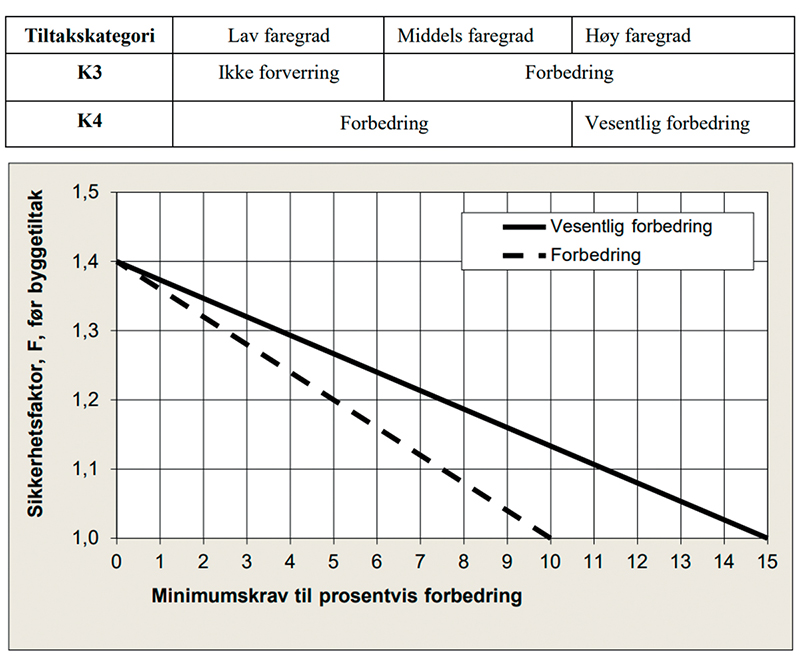 Tiltakskategori Lav faregrad Middels faregrad Høy faregrad
K3 Ikke forverring Forbedring
K4 Forbedring Vesentlig forbedring
Sikkerhetsfaktor, F, før byggetiltak
1,5
1,4
1,3
1,2
1,1
1,0
Vesentlig forbedring
Forbedring
0 1 2 3 4 5 6 7 8 9 10 11 12 13 14 15
Minimumskrav til prosentvis forbedring